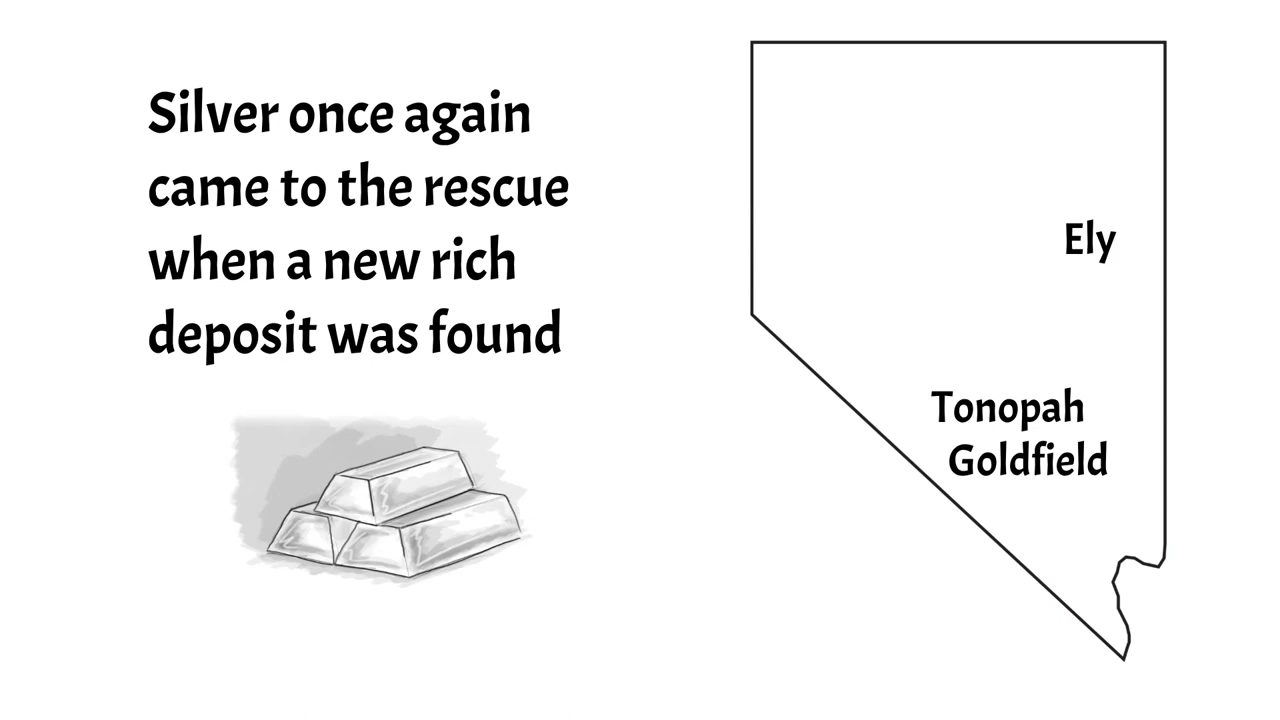 Silver once again
came to the rescue
when a new rich
deposit was found
Ely
Tonopah
Goldfield